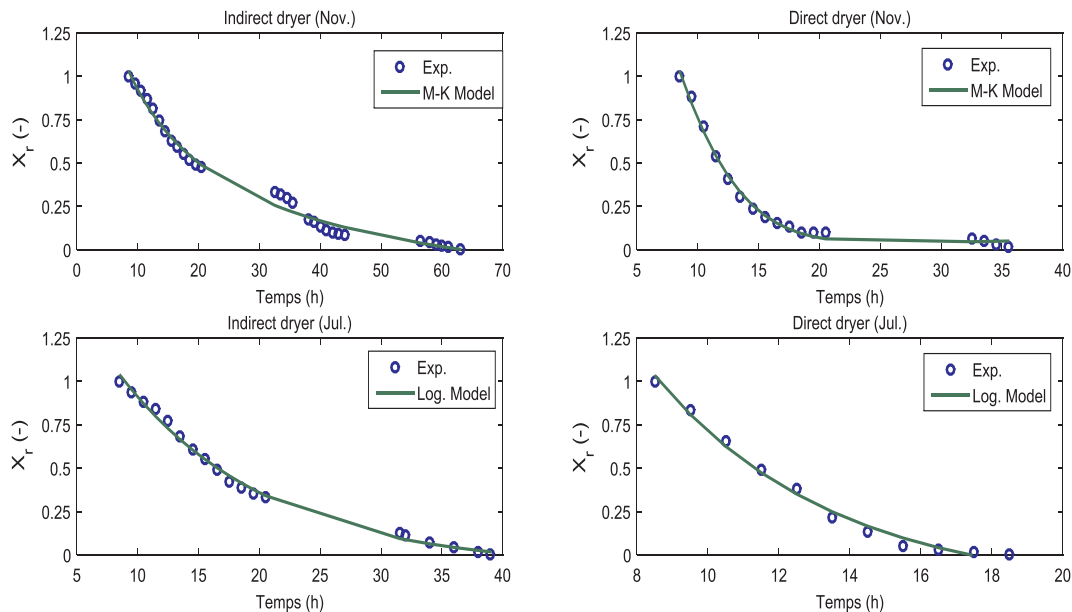 Indirect dryer (Nov.)
1.25
1
0.75
0.5
0.25
0
X_r (-)
Exp.
M-K Model
0 10 20 30 40 50 60 70
Temps (h)
Direct dryer (Nov.)
1.25
1
0.75
0.5
0.25
0
X_r (-)
Exp.
M-K Model
5 10 15 20 25 30 35 40
Temps (h)
Indirect dryer (Jul.)
1.25
1
0.75
0.5
0.25
0
X_r (-)
Exp.
Log. Model
5 10 15 20 25 30 35 40
Temps (h)
Direct dryer (Jul.)
1.25
1
0.75
0.5
0.25
0
X_r (-)
Exp.
Log. Model
8 10 12 14 16 18 20
Temps (h)